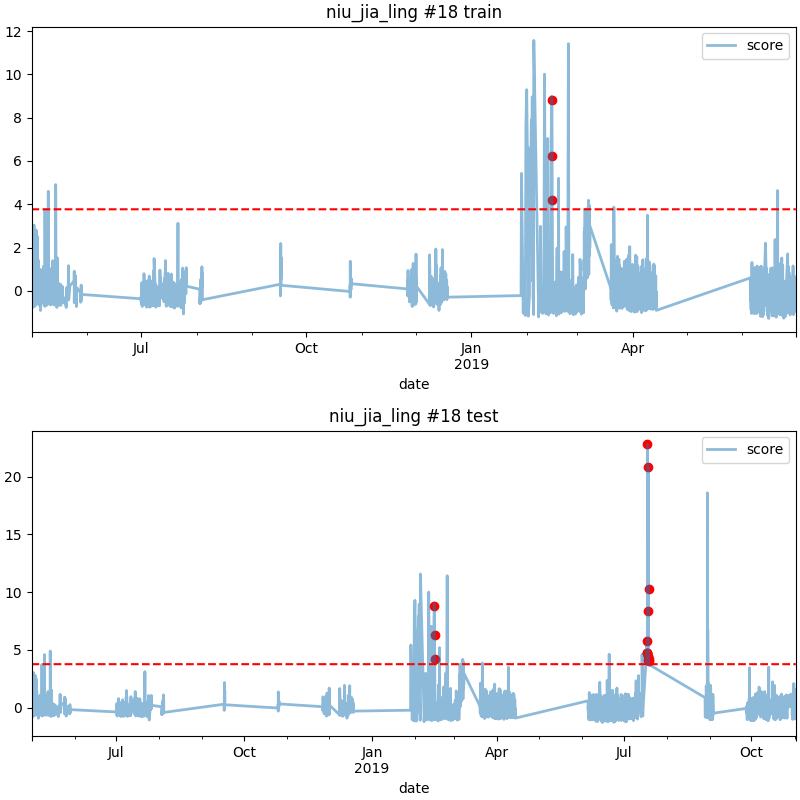 niu_jia_ling #18 train
score
12
10
8
6
4
2
0
Jul
Oct
Jan
2019
Apr
date
niu_jia_ling #18 test
score
20
15
10
5
0
Jul
Oct
Jan
2019
Apr
Jul
Oct
date